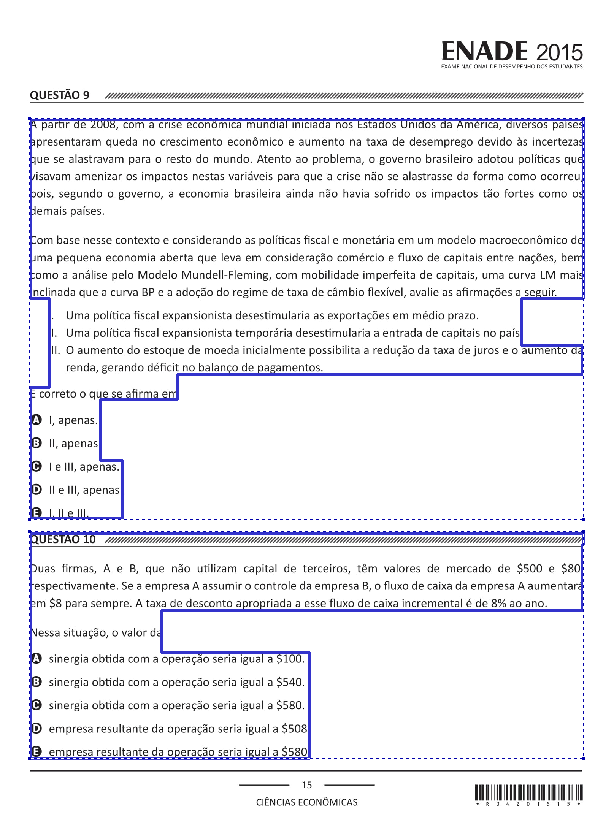 ENADE 2015
EXAME NACIONAL DE DESEMPENHO DOS ESTUDANTES
QUESTÃO 9
A partir de 2008, com a crise econômica mundial iniciada nos Estados Unidos da América, diversos países
apresentaram queda no crescimento econômico e aumento na taxa de desemprego devido às incertezas
que se alastravam para o resto do mundo. Atento ao problema, o governo brasileiro adotou políticas que
visavam amenizar os impactos nestas variáveis para que a crise não se alastrasse da forma como ocorreu,
pois, segundo o governo, a economia brasileira ainda não havia sofrido os impactos tão fortes como os
demais países.
Com base nesse contexto e considerando as políticas fiscal e monetária em um modelo macroeconômico de
uma pequena economia aberta que leva em consideração comércio e fluxo de capitais entre nações, bem
como a análise pelo Modelo Mundell-Fleming, com mobilidade imperfeita de capitais, uma curva LM mais
inclinada que a curva BP e a adoção do regime de taxa de câmbio flexível, avalie as afirmações a seguir.
I. Uma política fiscal expansionista desestimularia as exportações em médio prazo.
II. Uma política fiscal expansionista temporária desestimularia a entrada de capitais no país.
III. O aumento do estoque de moeda inicialmente possibilita a redução da taxa de juros e o aumento da
renda, gerando déficit no balanço de pagamentos.
É correto o que se afirma em
A I, apenas.
B II, apenas.
C I e III, apenas.
D II e III, apenas.
E I, II e III.
QUESTÃO 10
Duas firmas, A e B, que não utilizam capital de terceiros, têm valores de mercado de $500 e $80,
respectivamente. Se a empresa A assumir o controle da empresa B, o fluxo de caixa da empresa A aumentará
em $8 para sempre. A taxa de desconto apropriada a esse fluxo de caixa incremental é de 8% ao ano.
Nessa situação, o valor da
A sinergia obtida com a operação seria igual a $100.
B sinergia obtida com a operação seria igual a $540.
C sinergia obtida com a operação seria igual a $580.
D empresa resultante da operação seria igual a $508.
E empresa resultante da operação seria igual a $580.
15
CIÊNCIAS ECONÔMICAS
*R04201515*